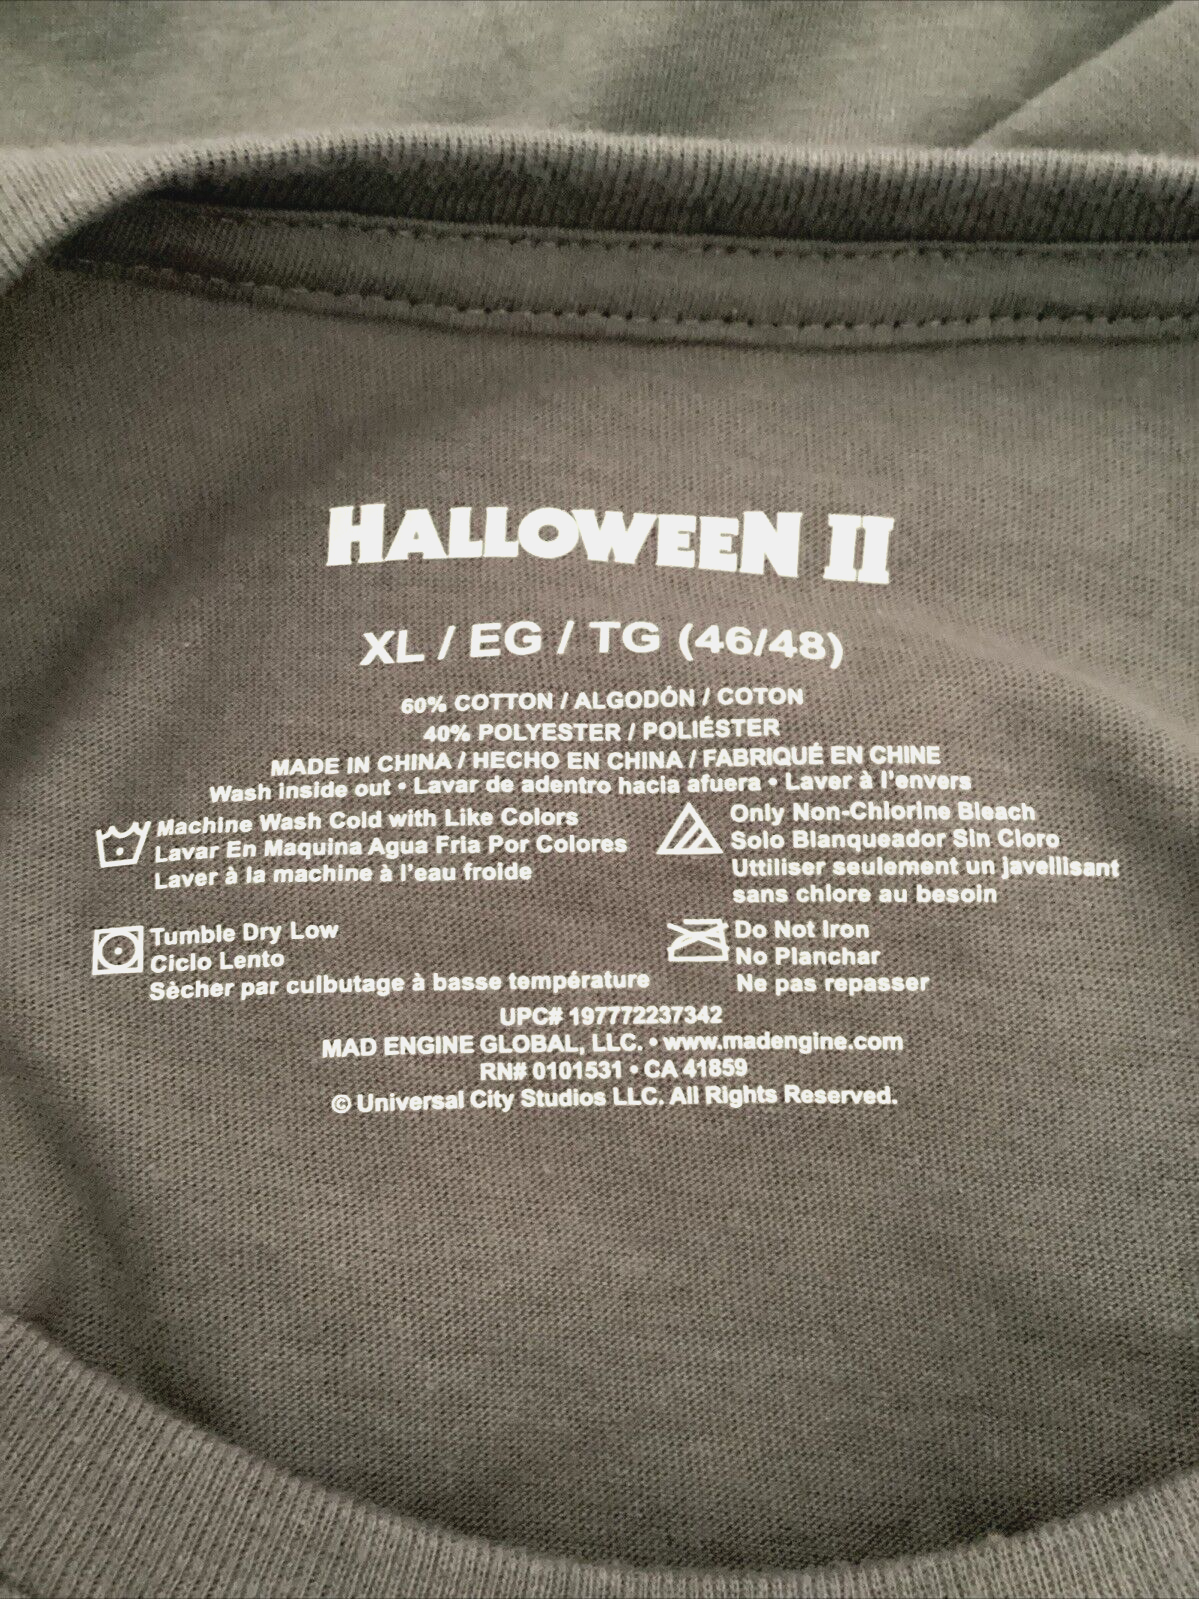 HALLOWEEN II
XL / EG / TG (46/48)
60% COTTON / ALGODÓN / COTON
40% POLYESTER / POLIÉSTER
MADE IN CHINA / HECHO EN CHINA / FABRIQUÉ EN CHINE
Wash inside out • Lavar de adentro hacia afuera • Laver à l'envers
Machine Wash Cold with Like Colors
Lavar En Maquina Agua Fria Por Colores
Laver à la machine à l'eau froide
Only Non-Chlorine Bleach
Solo Blanqueador Sin Cloro
Uttiliser seulement un javellisant
sans chlore au besoin
Tumble Dry Low
Ciclo Lento
Sècher par culbutage à basse température
Do Not Iron
No Planchar
Ne pas repasser
UPC# 197772237342
MAD ENGINE GLOBAL, LLC. • www.madengine.com
RN# 0101531 • CA 41859
© Universal City Studios LLC. All Rights Reserved.